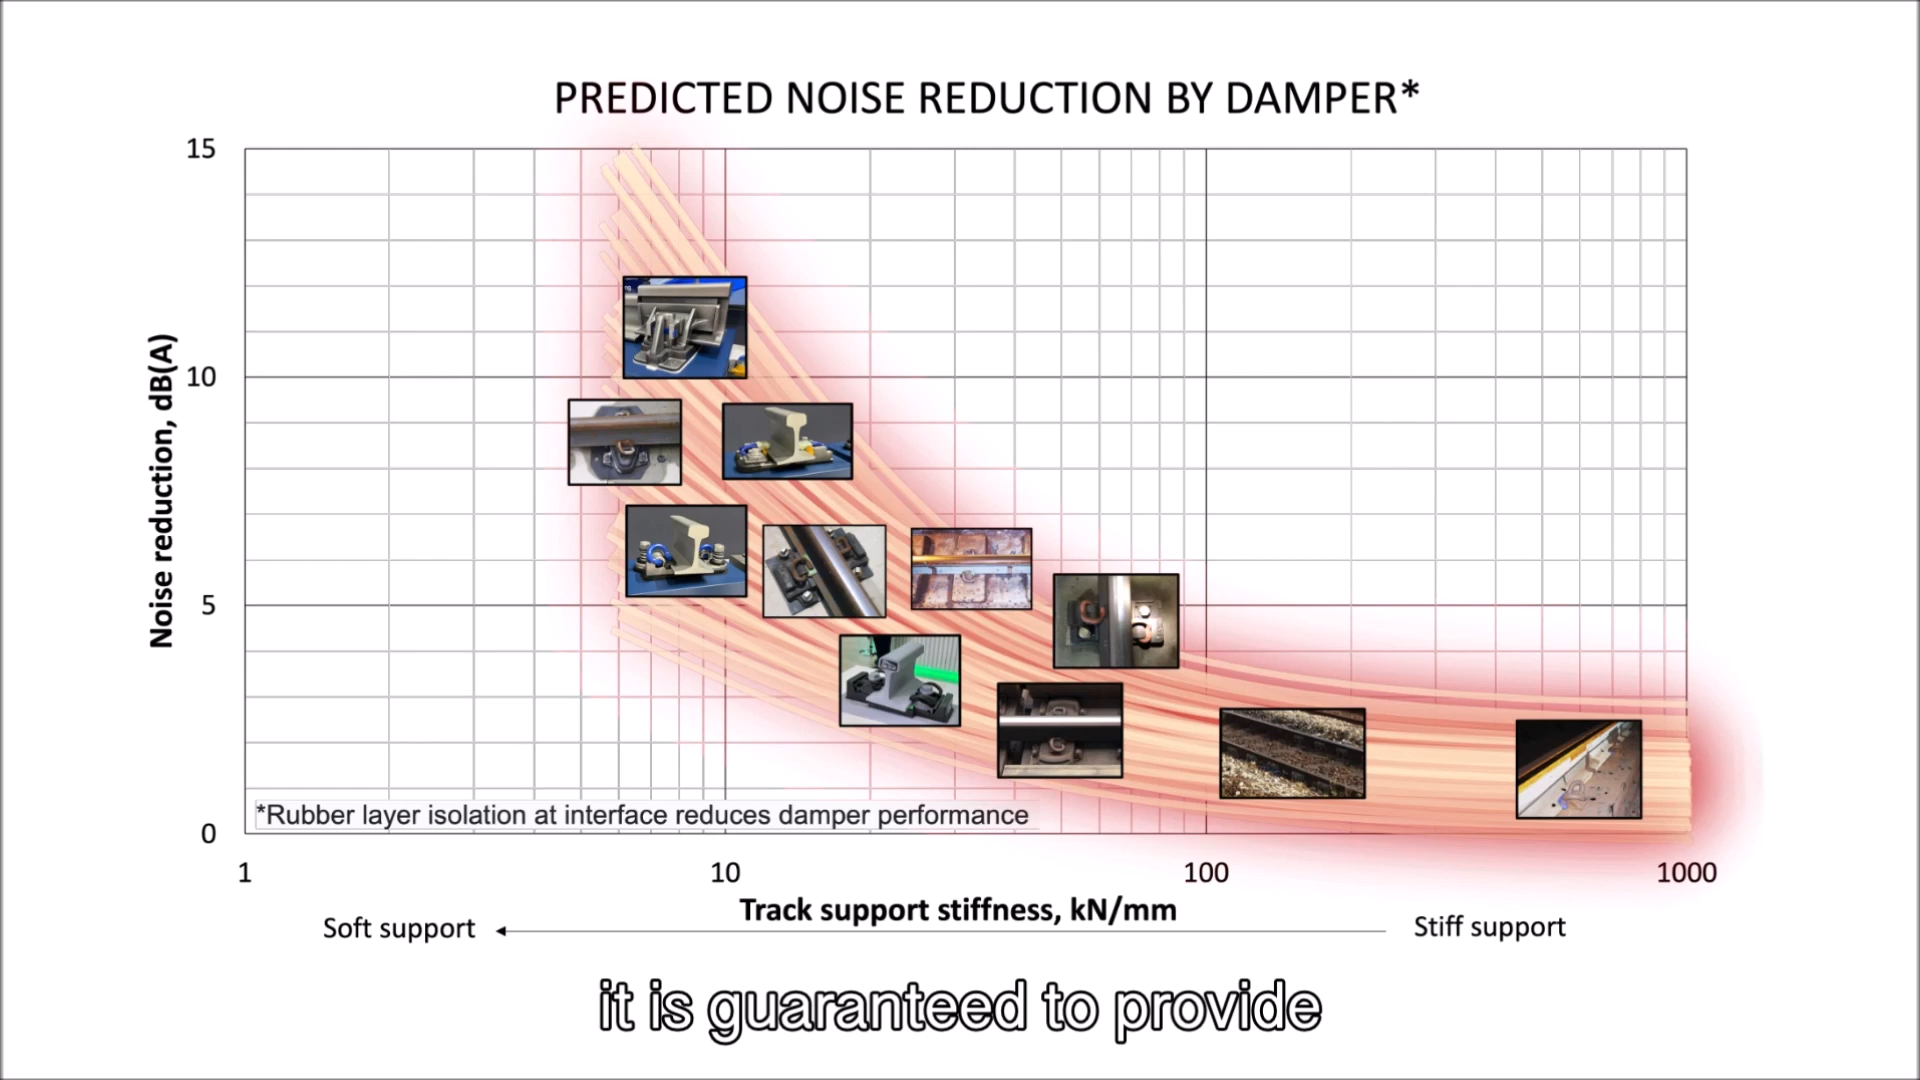 PREDICTED NOISE REDUCTION BY DAMPER*
15
10
5
0
Noise reduction, dB(A)
*Rubber layer isolation at interface reduces damper performance
1
10
100
1000
Track support stiffness, kN/mm
Soft support
Stiff support
it is guaranteed to provide